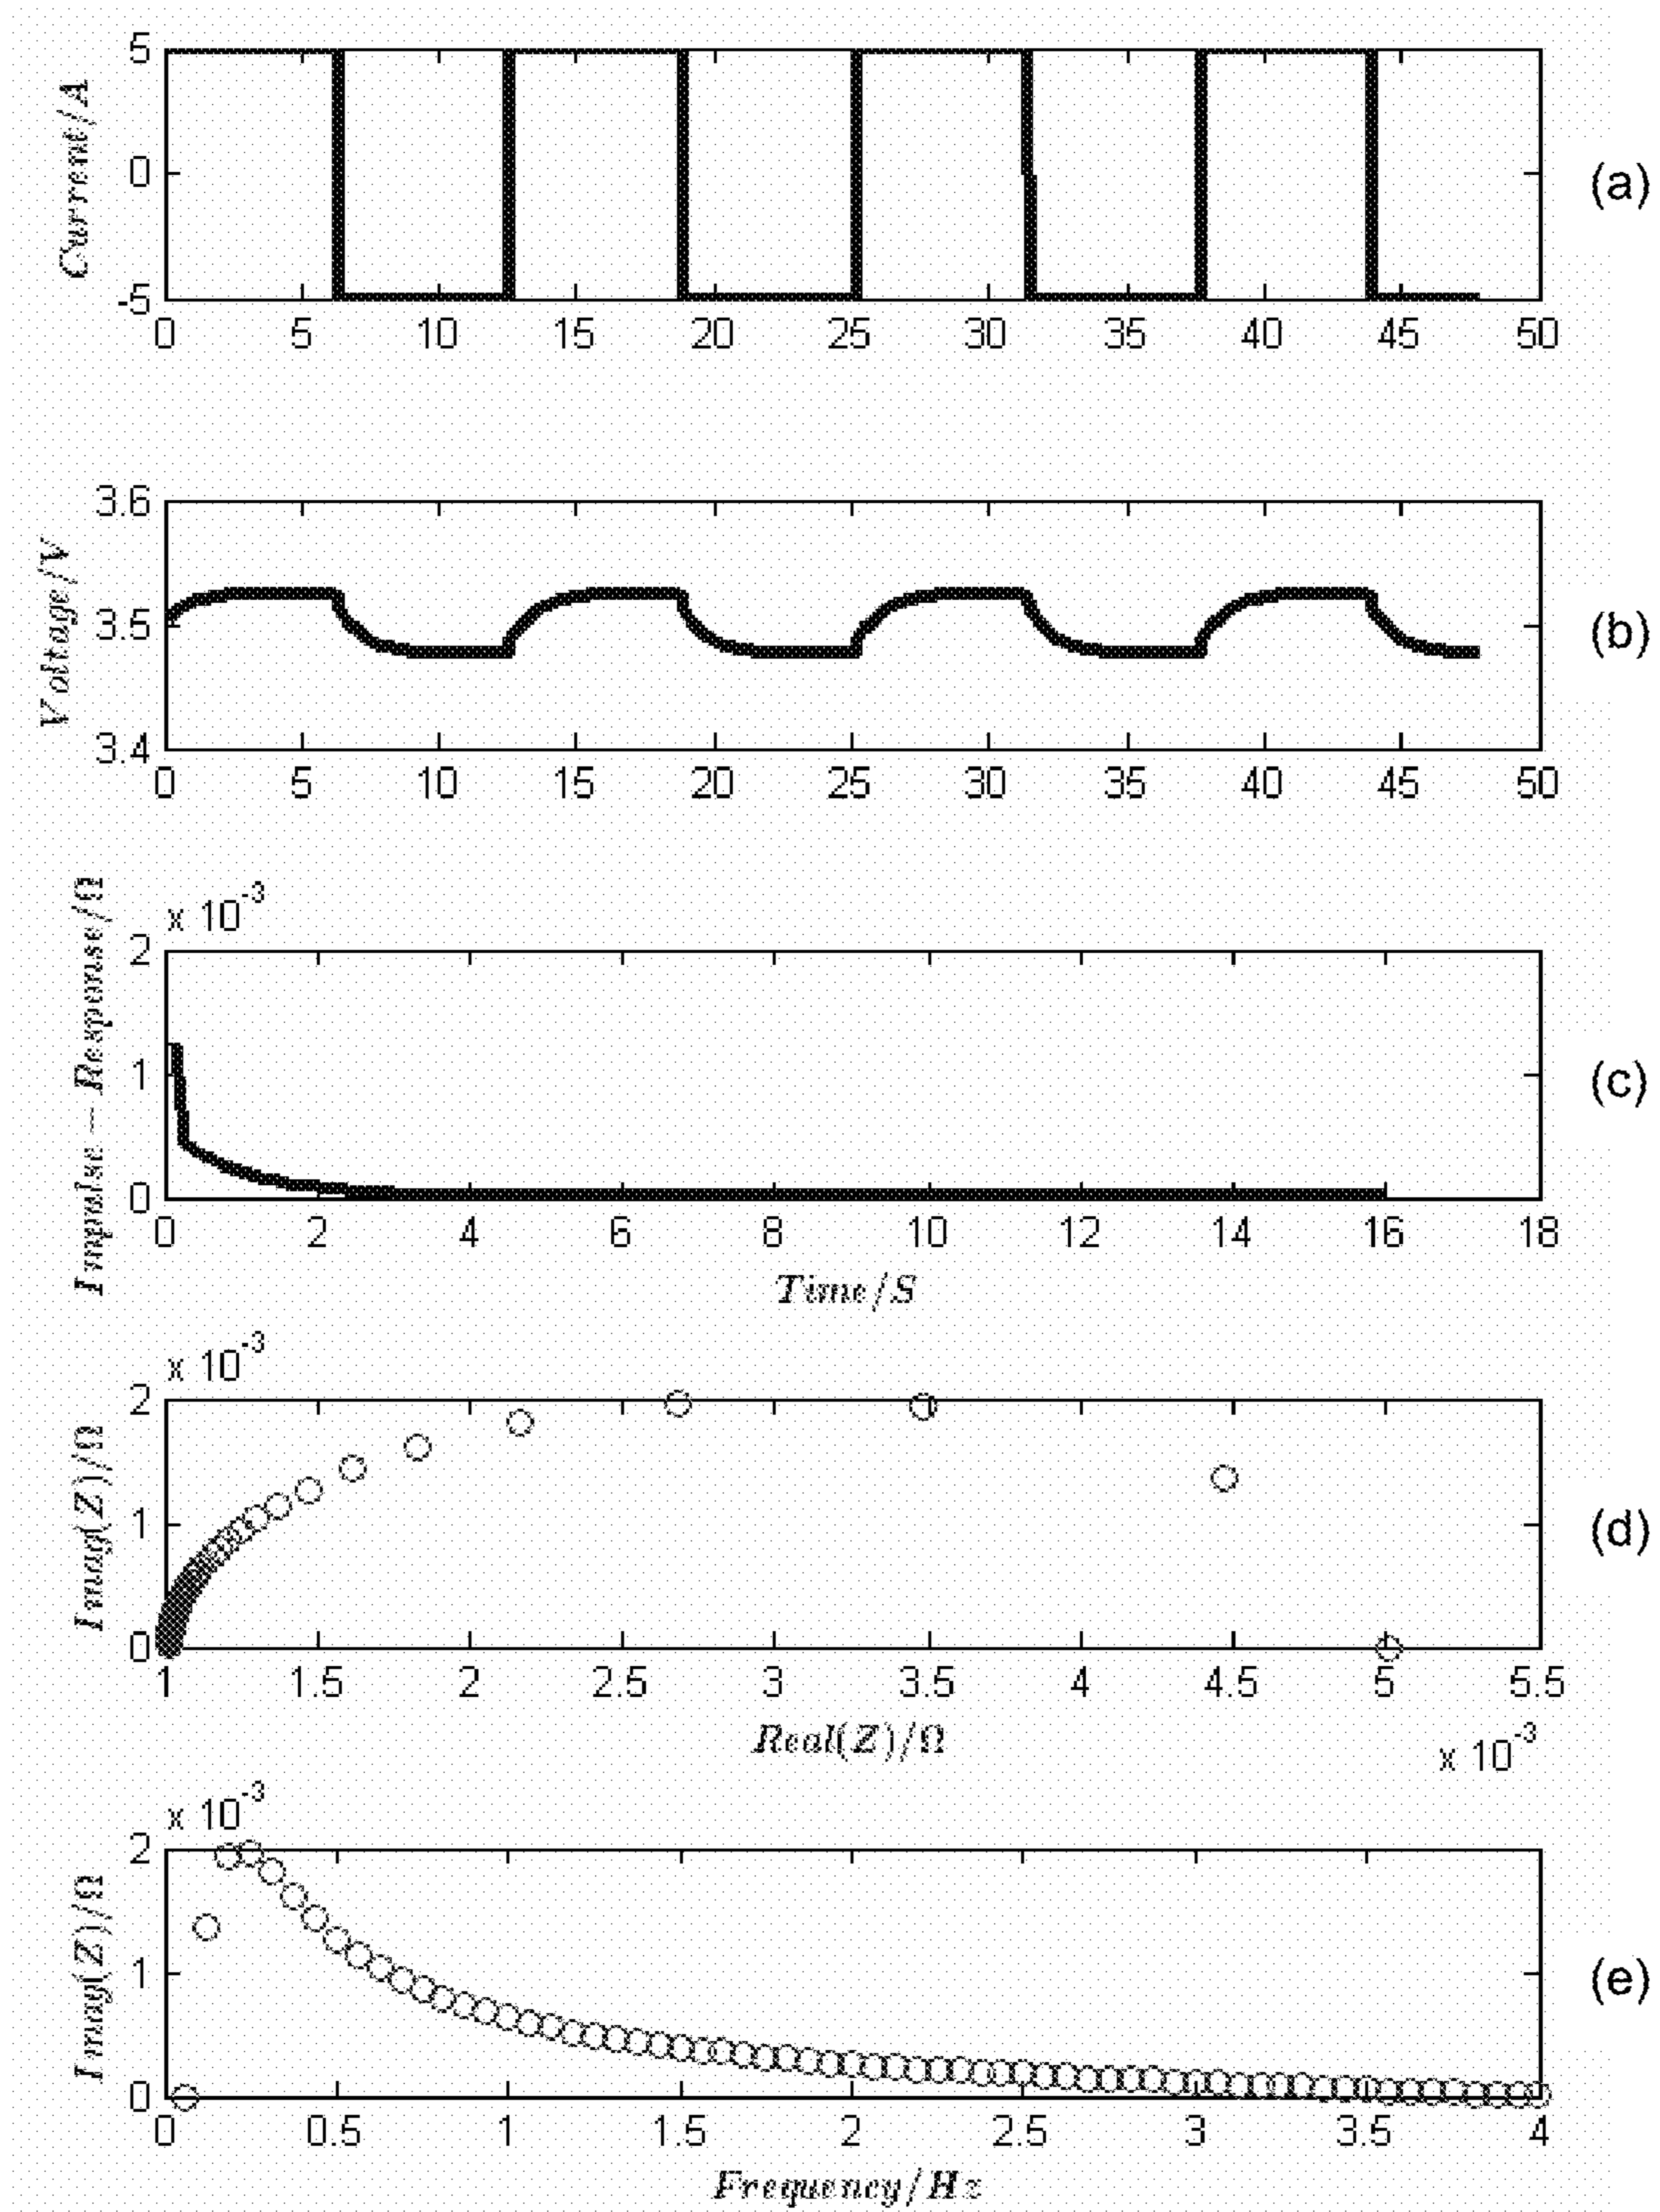 Current/A
5
0
-5
0 5 10 15 20 25 30 35 40 45 50
(a)
Voltage/V
3.6
3.5
3.4
0 5 10 15 20 25 30 35 40 45 50
(b)
Impulse – Response/Ω
x 10-3
2
1
0
0 2 4 6 8 10 12 14 16 18
Time/S
(c)
Imag(Z)/Ω
x 10-3
2
1
0
1 1.5 2 2.5 3 3.5 4 4.5 5 5.5
Real(Z)/Ω
x 10-3
(d)
Imag(Z)/Ω
x 10-3
2
1
0
0 0.5 1 1.5 2 2.5 3 3.5 4
Frequency/Hz
(e)